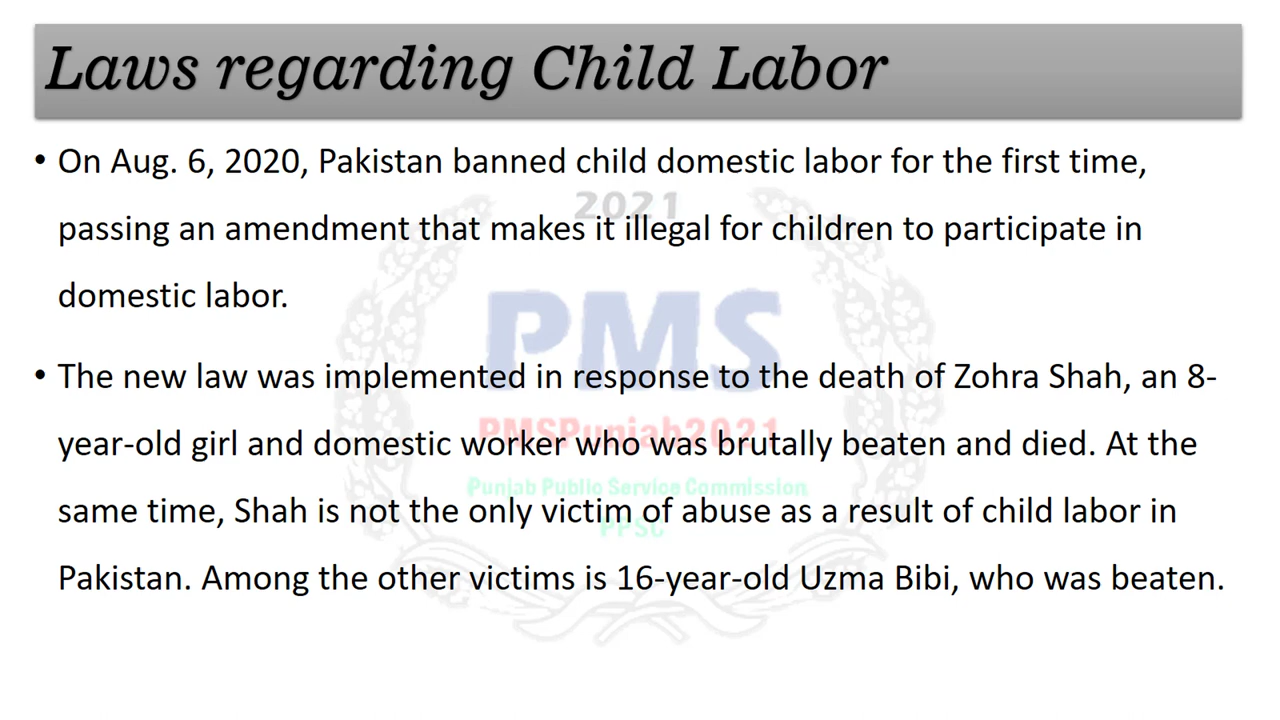 Laws regarding Child Labor
• On Aug. 6, 2020, Pakistan banned child domestic labor for the first time,
passing an amendment that makes it illegal for children to participate in
domestic labor.
• The new law was implemented in response to the death of Zohra Shah, an 8-
year-old girl and domestic worker who was brutally beaten and died. At the
same time, Shah is not the only victim of abuse as a result of child labor in
Pakistan. Among the other victims is 16-year-old Uzma Bibi, who was beaten.
2021
PMS
PMSPunjab2021
Punjab Public Service Commission
PPSC